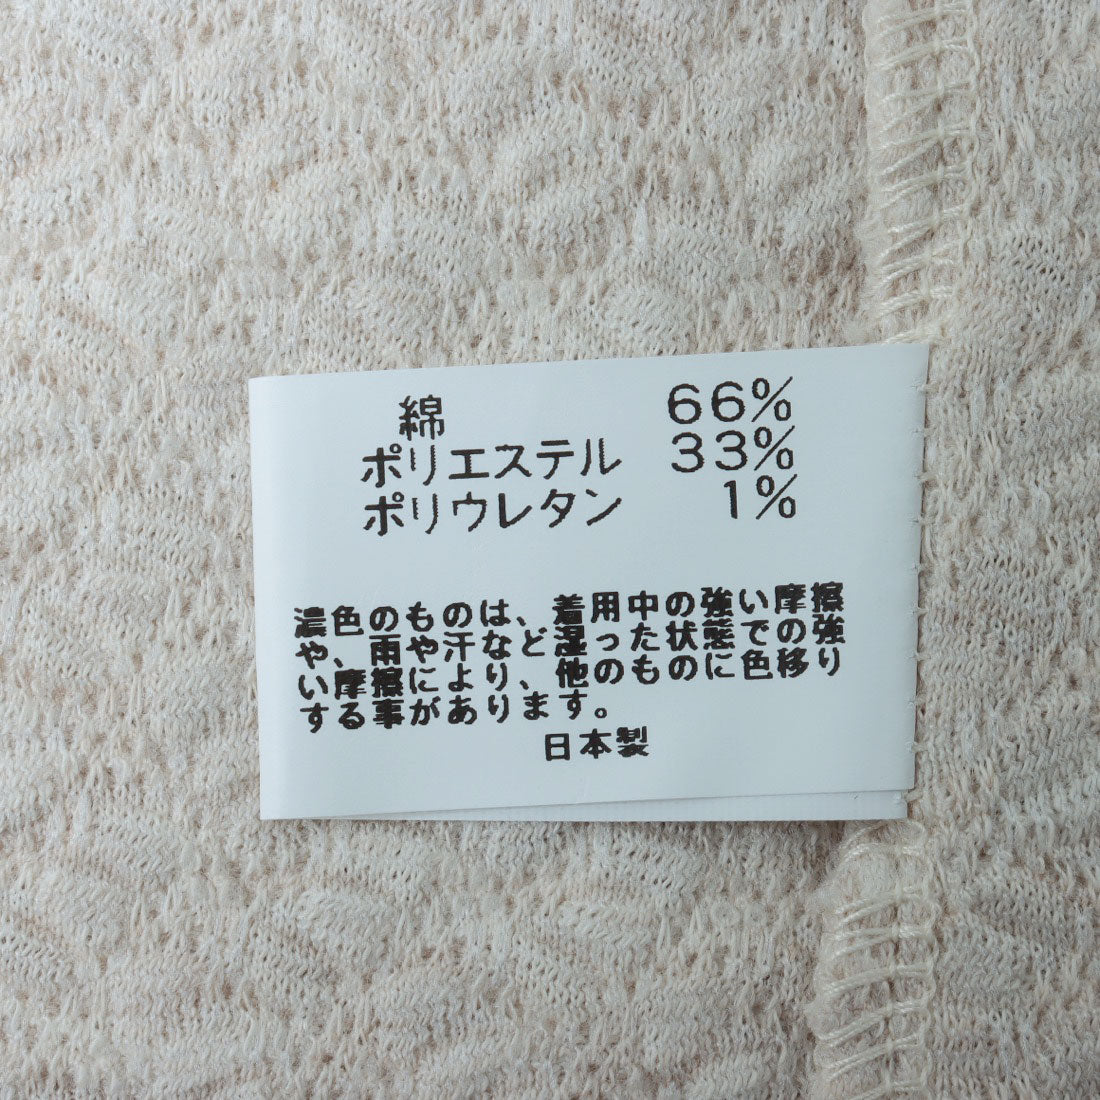 綿 66%
ポリエステル 33%
ポリウレタン 1%
濃色のものは、着用中の強い摩擦
や、雨や汗など湿った状態での強
い摩擦により、他のものに色移り
する事があります。
日本製